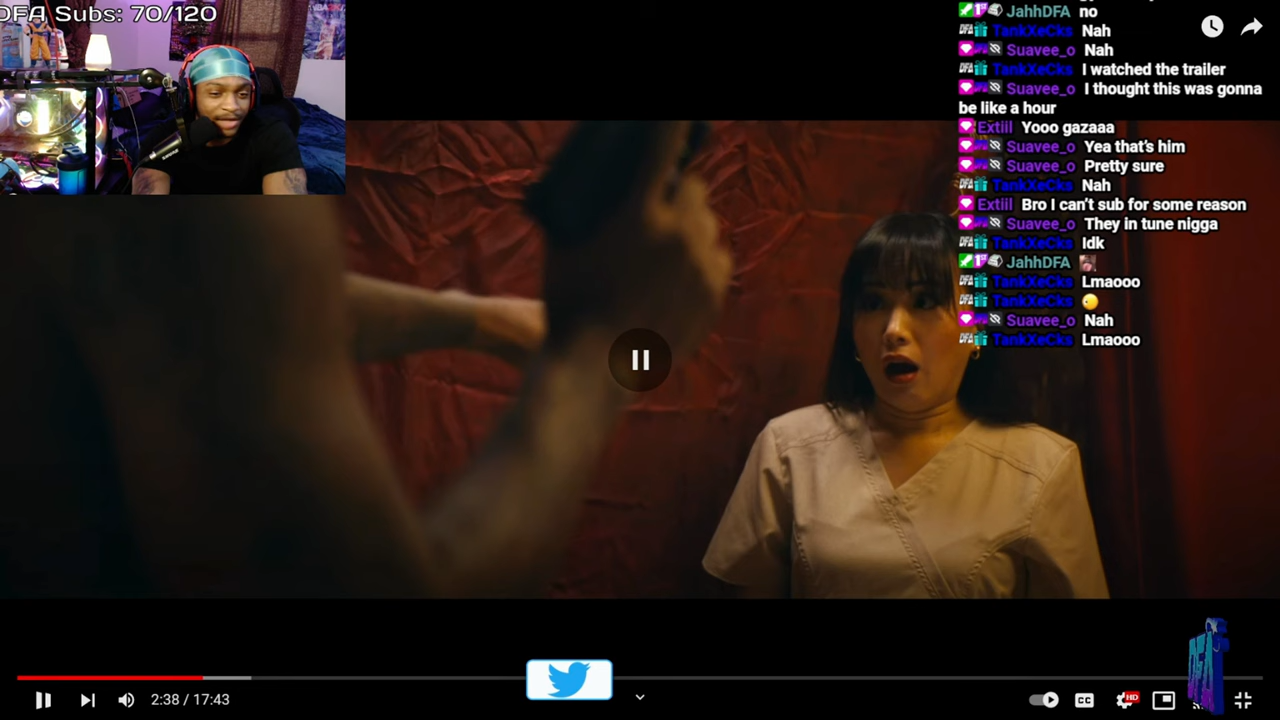 DFA Subs: 70/120
JahhDFA no
TankXeCks Nah
Suavee_o Nah
TankXeCks I watched the trailer
Suavee_o I thought this was gonna
be like a hour
Extiil Yooo gazaaa
Suavee_o Yea that's him
Suavee_o Pretty sure
TankXeCks Nah
Extiil Bro I can't sub for some reason
Suavee_o They in tune nigga
TankXeCks Idk
JahhDFA
TankXeCks Lmaooo
TankXeCks
Suavee_o Nah
TankXeCks Lmaooo
2:38 / 17:43
CC
HD
DFA